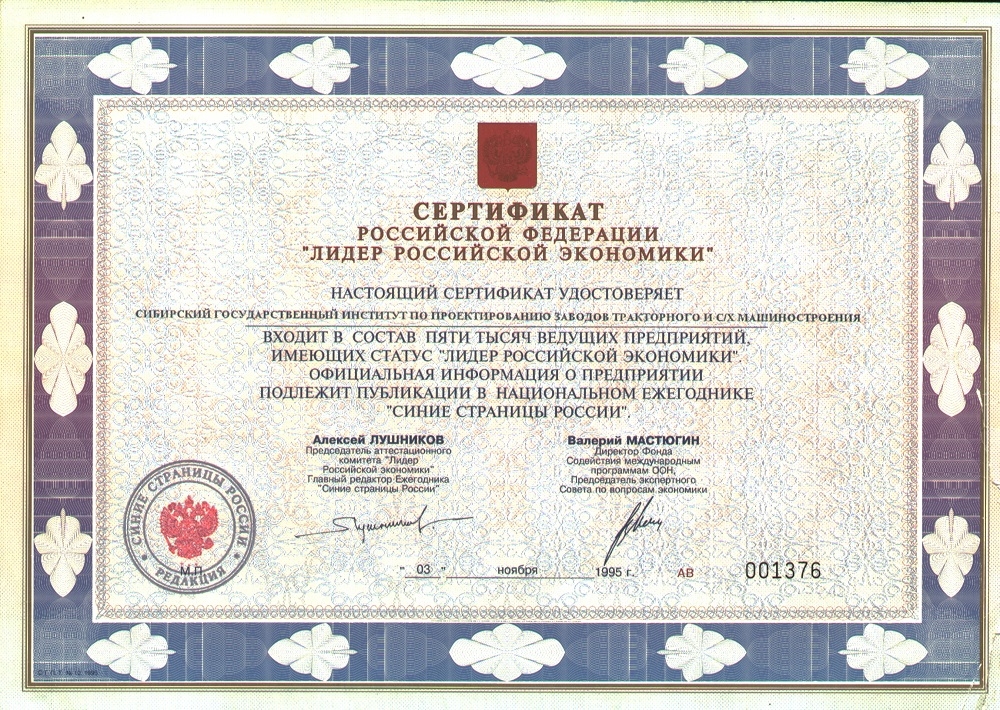 СЕРТИФИКАТ
РОССИЙСКОЙ ФЕДЕРАЦИИ
"ЛИДЕР РОССИЙСКОЙ ЭКОНОМИКИ"
НАСТОЯЩИЙ СЕРТИФИКАТ УДОСТОВЕРЯЕТ
СИБИРСКИЙ ГОСУДАРСТВЕННЫЙ ИНСТИТУТ ПО ПРОЕКТИРОВАНИЮ ЗАВОДОВ ТРАКТОРНОГО И С/Х МАШИНОСТРОЕНИЯ
ВХОДИТ В СОСТАВ ПЯТИ ТЫСЯЧ ВЕДУЩИХ ПРЕДПРИЯТИЙ,
ИМЕЮЩИХ СТАТУС "ЛИДЕР РОССИЙСКОЙ ЭКОНОМИКИ".
ОФИЦИАЛЬНАЯ ИНФОРМАЦИЯ О ПРЕДПРИЯТИИ
ПОДЛЕЖИТ ПУБЛИКАЦИИ В НАЦИОНАЛЬНОМ ЕЖЕГОДНИКЕ
"СИНИЕ СТРАНИЦЫ РОССИИ".
Алексей ЛУШНИКОВ
Председатель аттестационного
комитета "Лидер
Российской экономики"
Главный редактор Ежегодника
"Синие страницы России"
Валерий МАСТЮГИН
Директор Фонда
Содействия международным
программам ООН,
Председатель экспертного
Совета по вопросам экономики
СИНИЕ СТРАНИЦЫ РОССИИ
РЕДАКЦИЯ
М.П.
" 03 " ноября 1995 г. АВ 001376